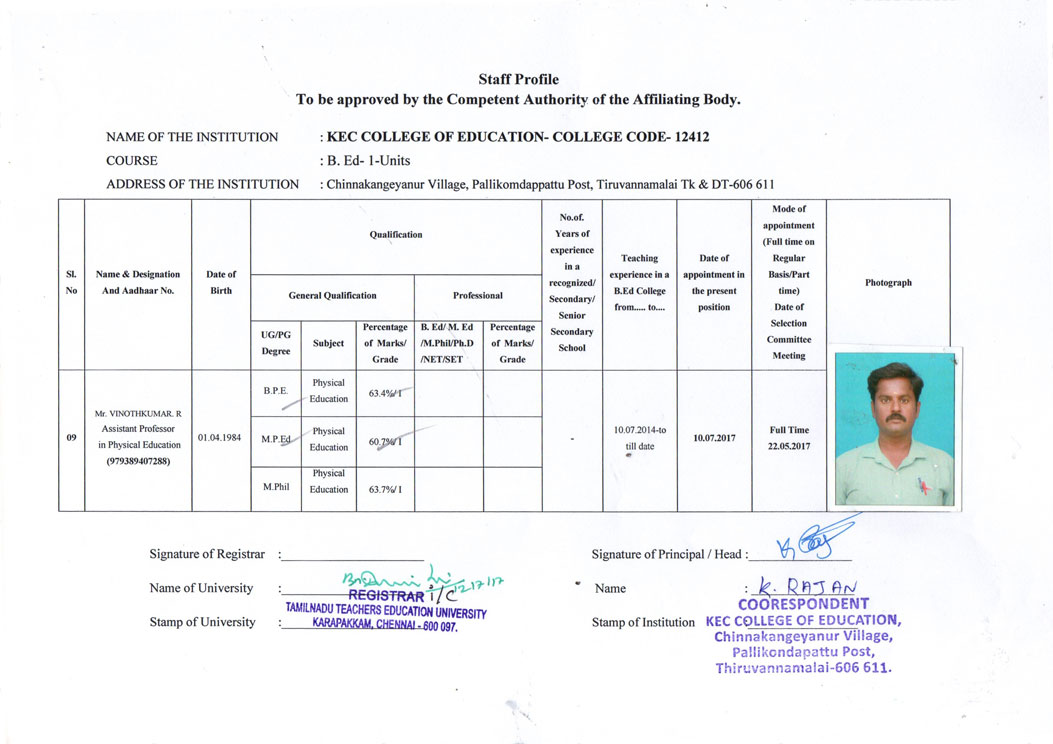 Staff Profile
To be approved by the Competent Authority of the Affiliating Body.
NAME OF THE INSTITUTION : KEC COLLEGE OF EDUCATION- COLLEGE CODE- 12412
COURSE : B. Ed- 1-Units
ADDRESS OF THE INSTITUTION : Chinnakangeyanur Village, Pallikomdappattu Post, Tiruvannamalai Tk & DT-606 611
Sl.
No
Name & Designation
And Aadhaar No.
Date of
Birth
Qualification
General Qualification
Professional
UG/PG
Degree
Subject
Percentage
of Marks/
Grade
B. Ed/ M. Ed
/M.Phil/Ph.D
/NET/SET
Percentage
of Marks/
Grade
No.of.
Years of
experience
in a
recognized/
Secondary/
Senior
Secondary
School
Teaching
experience in a
B.Ed College
from..... to....
Date of
appointment in
the present
position
Mode of
appointment
(Full time on
Regular
Basis/Part
time)
Date of
Selection
Committee
Meeting
Photograph
09
Mr. VINOTHKUMAR. R
Assistant Professor
in Physical Education
(979389407288)
01.04.1984
B.P.E.
Physical
Education
63.4%/ I
M.P.Ed
Physical
Education
60.7%/ I
M.Phil
Physical
Education
63.7%/ I
-
10.07.2014-to
till date
10.07.2017
Full Time
22.05.2017
Signature of Registrar :
Name of University :
12/7/17
REGISTRAR i/c
TAMILNADU TEACHERS EDUCATION UNIVERSITY
Stamp of University : KARAPAKKAM, CHENNAI - 600 097.
Signature of Principal / Head :
Name : K. RAJAN
COORESPONDENT
Stamp of Institution KEC COLLEGE OF EDUCATION,
Chinnakangeyanur Village,
Pallikondapattu Post,
Thiruvannamalai-606 611.